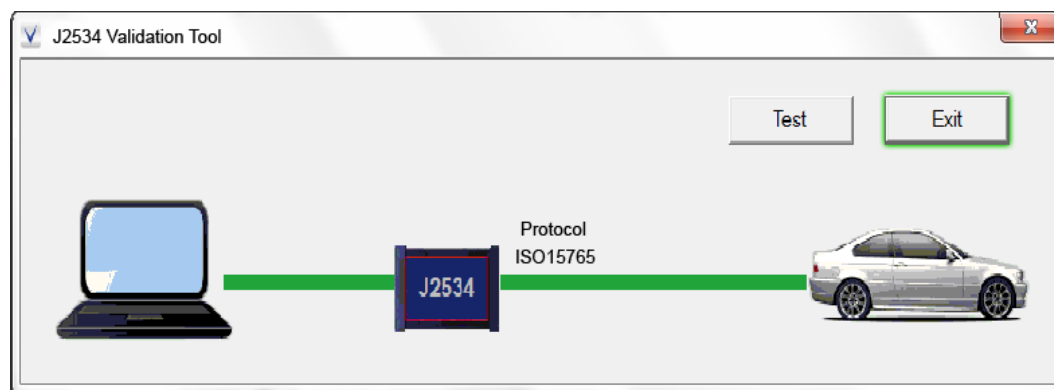 J2534 Validation Tool
Test
Exit
Protocol
ISO15765
J2534